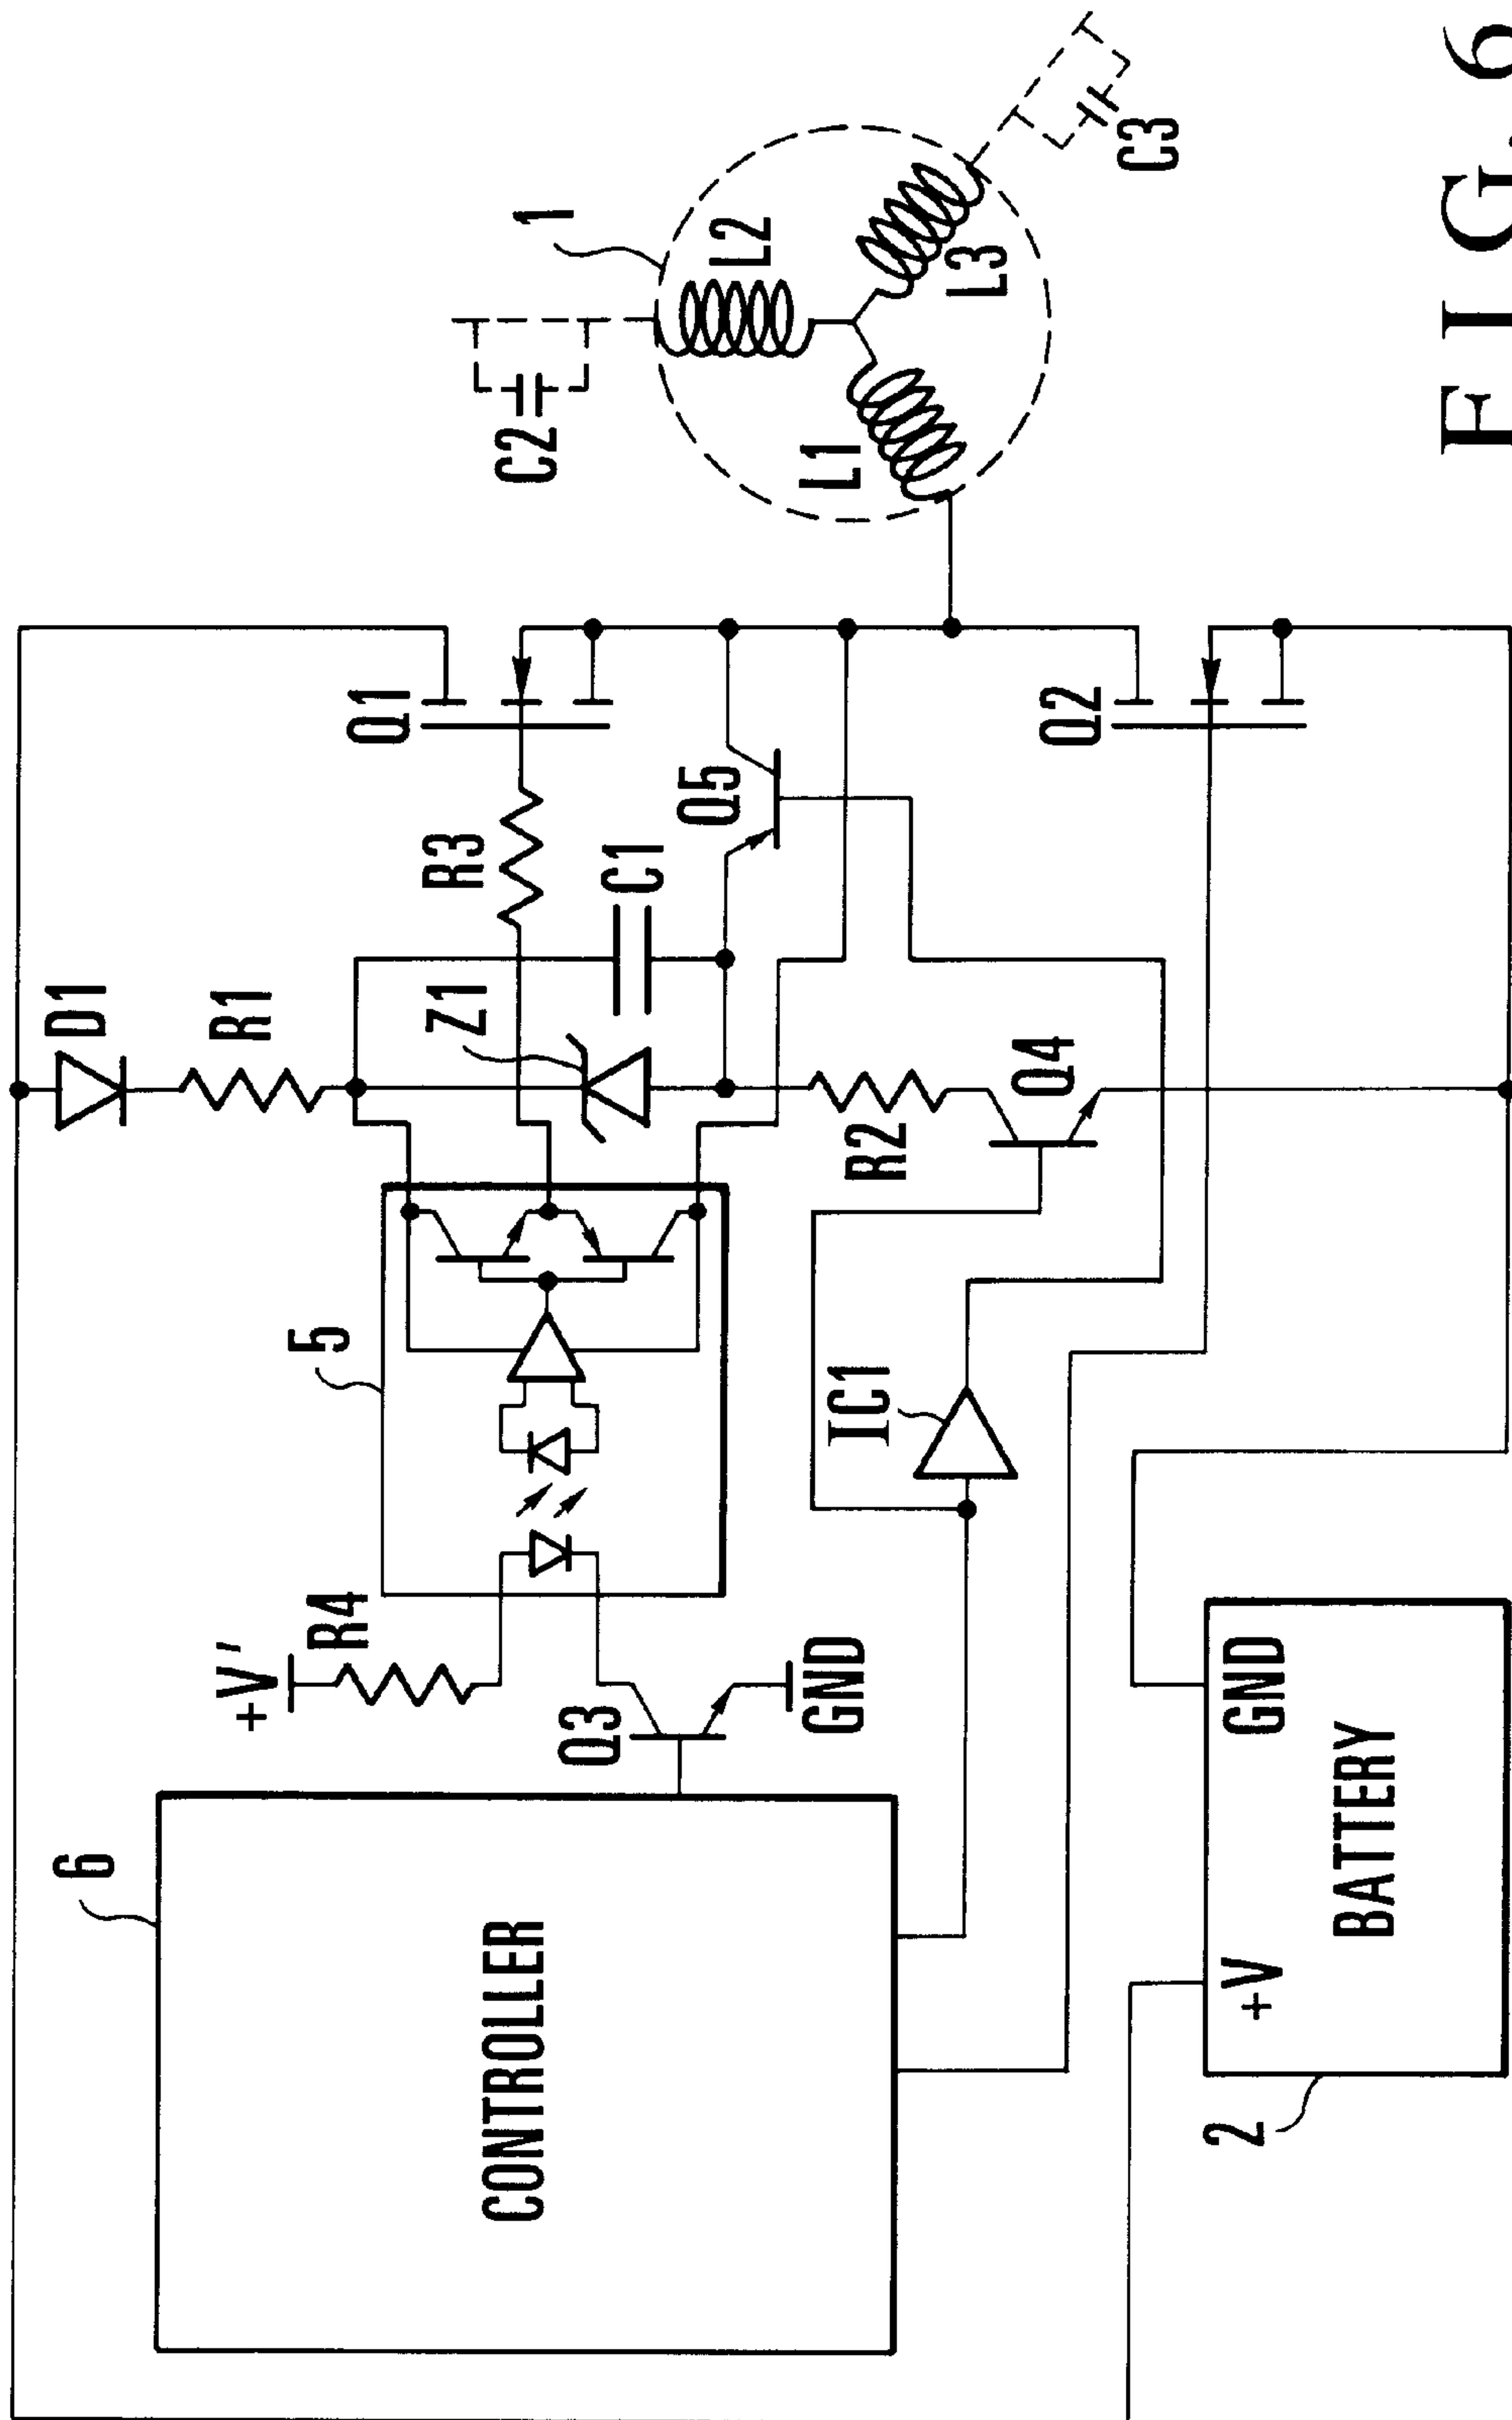 6
CONTROLLER
+V'
R4
Q3
GND
5
D1
R1
Z1
C1
R3
Q1
Q5
R2
Q4
IC1
Q2
2
+V
GND
BATTERY
1
C2
L2
L1
L3
C3
FIG. 6